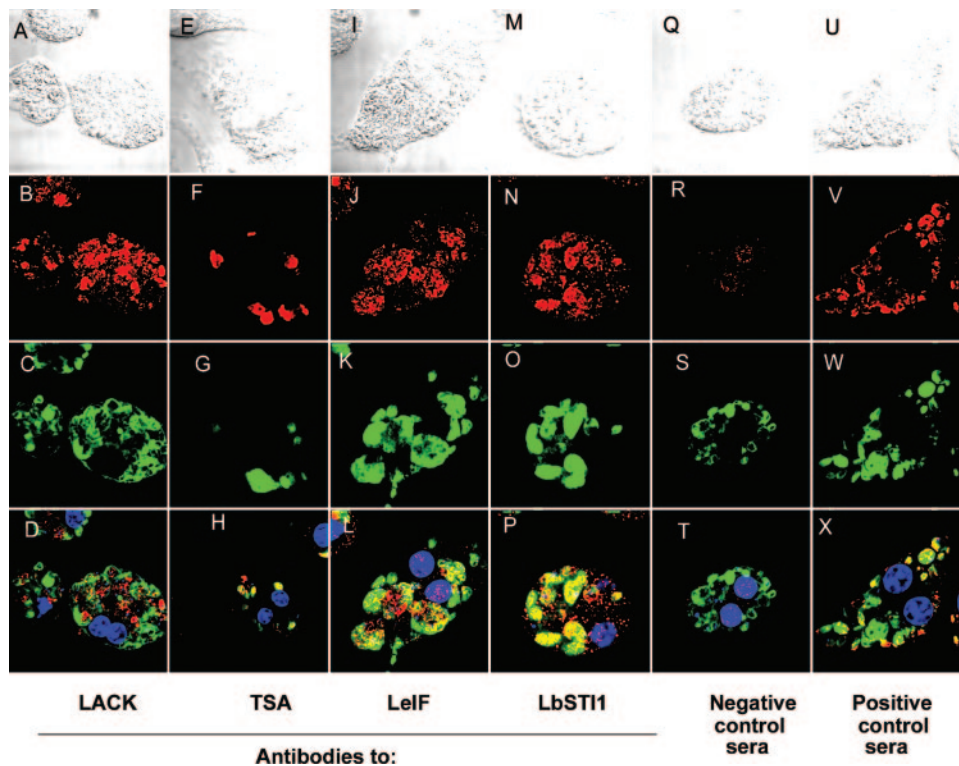 A E I M Q U
B F J N R V
C G K O S W
D H L P T X
LACK TSA LeIF LbSTI1 Negative control sera Positive control sera
Antibodies to: